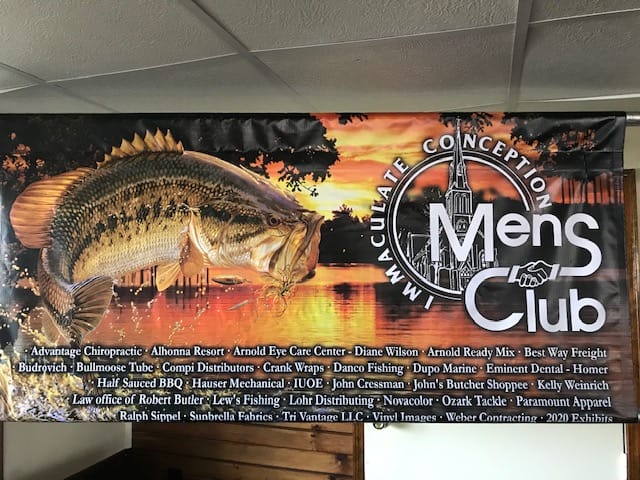 IMMACULATE CONCEPTION
MenS
Club
· Advantage Chiropractic · Alhonna Resort · Arnold Eye Care Center - Diane Wilson · Arnold Ready Mix · Best Way Freight
Budrovich · Bullmoose Tube · Compi Distributors · Crank Wraps · Danco Fishing · Dupo Marine · Eminent Dental - Homer
Half Sauced BBQ · Hauser Mechanical · IUOE · John Cressman · John's Butcher Shoppee · Kelly Weinrich
Law office of Robert Butler · Lew's Fishing · Lohr Distributing · Novacolor · Ozark Tackle · Paramount Apparel
Ralph Sippel · Sunbrella Fabrics · Tri Vantage LLC · Vinyl Images · Weber Contracting · 2020 Exhibits